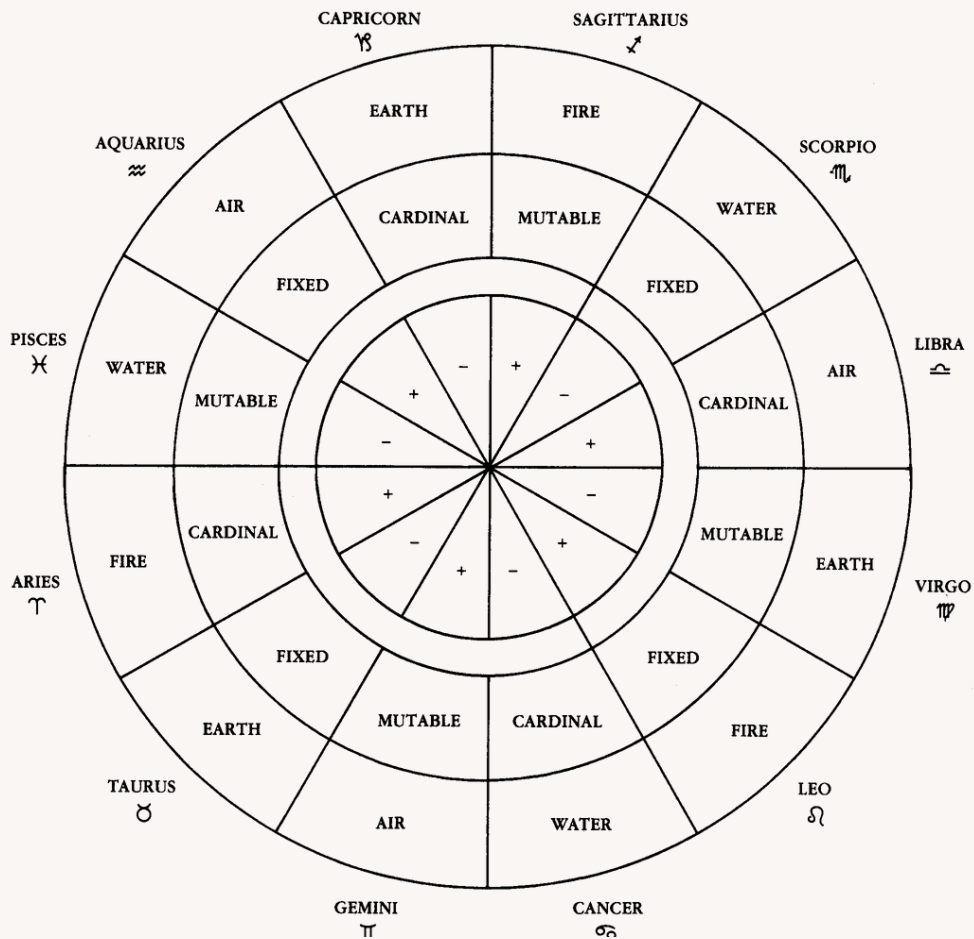 CAPRICORN
♑
SAGITTARIUS
♐
AQUARIUS
♒
SCORPIO
♏
PISCES
♓
LIBRA
♎
ARIES
♈
VIRGO
♍
TAURUS
♉
LEO
♌
GEMINI
♊
CANCER
♋
EARTH
FIRE
AIR
WATER
WATER
AIR
FIRE
EARTH
EARTH
FIRE
AIR
WATER
CARDINAL
MUTABLE
FIXED
FIXED
MUTABLE
CARDINAL
CARDINAL
MUTABLE
FIXED
FIXED
MUTABLE
CARDINAL
−
+
+
−
−
+
+
−
−
+
+
−